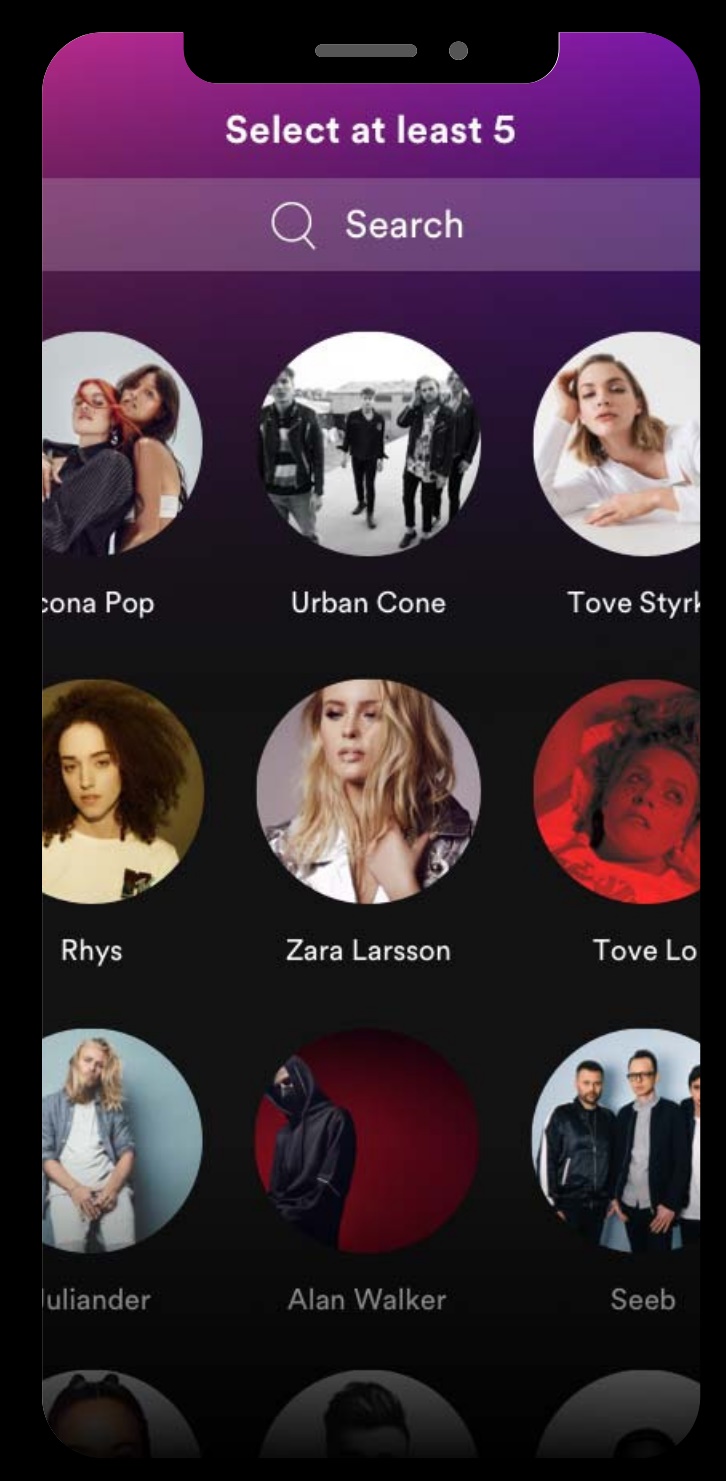 Select at least 5
Search
cona Pop
Urban Cone
Tove Styrk
Rhys
Zara Larsson
Tove Lo
uliander
Alan Walker
Seeb